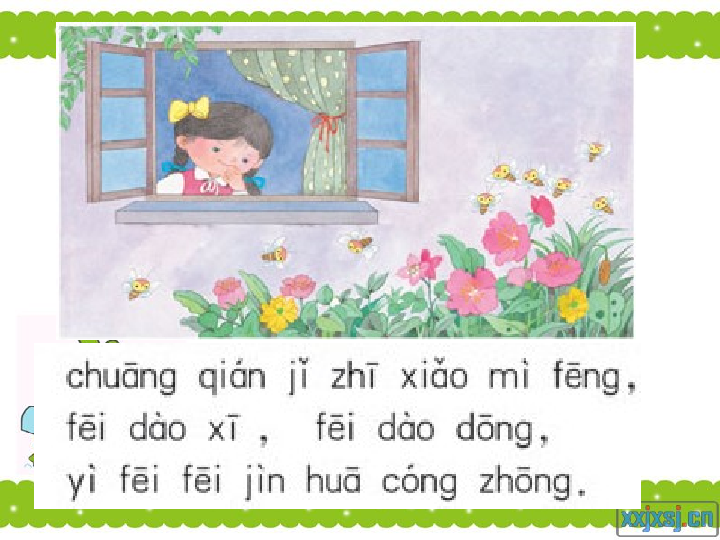 chuāng qián jǐ zhī xiǎo mì fēng,
fēi dào xī , fēi dào dōng,
yì fēi fēi jìn huā cóng zhōng.
xxjxsj.cn